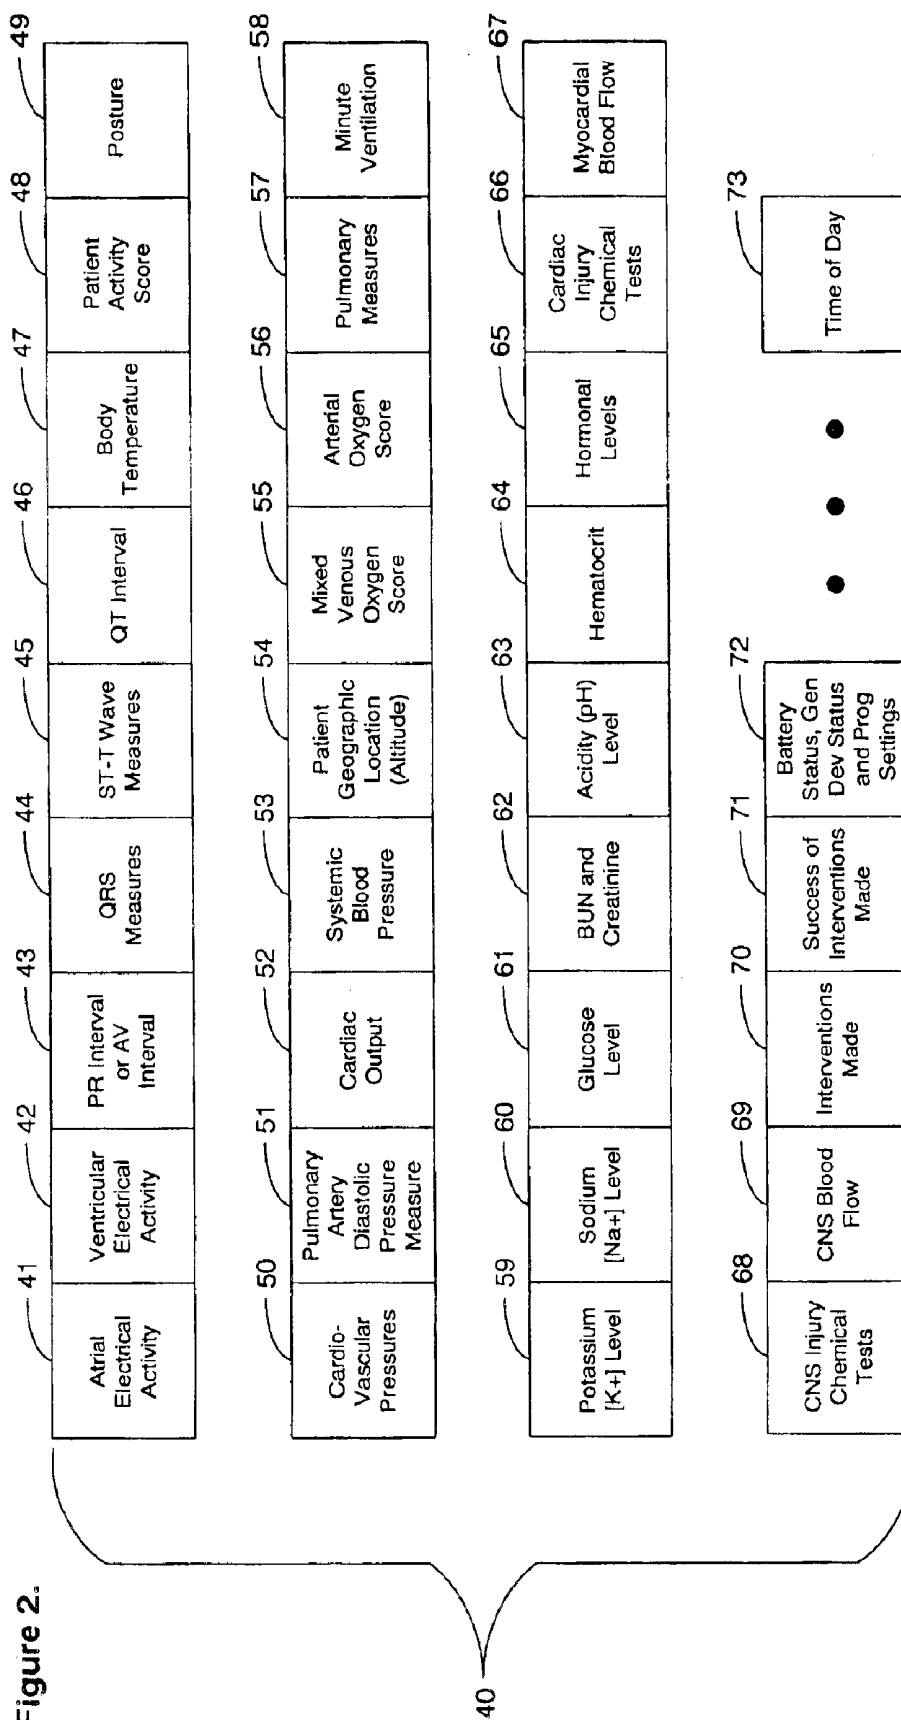 Figure 2.
40
41
42
43
44
45
46
47
48
49
Atrial
Electrical
Activity
Ventricular
Electrical
Activity
PR Interval
or AV
Interval
QRS
Measures
ST-T Wave
Measures
QT Interval
Body
Temperature
Patient
Activity
Score
Posture
50
51
52
53
54
55
56
57
58
Cardio-
Vascular
Pressures
Pulmonary
Artery
Diastolic
Pressure
Measure
Cardiac
Output
Systemic
Blood
Pressure
Patient
Geographic
Location
(Altitude)
Mixed
Venous
Oxygen
Score
Arterial
Oxygen
Score
Pulmonary
Measures
Minute
Ventilation
59
60
61
62
63
64
65
66
67
Potassium
[K+] Level
Sodium
[Na+] Level
Glucose
Level
BUN and
Creatinine
Acidity (pH)
Level
Hematocrit
Hormonal
Levels
Cardiac
Injury
Chemical
Tests
Myocardial
Blood Flow
68
69
70
71
72
73
CNS Injury
Chemical
Tests
CNS Blood
Flow
Interventions
Made
Success of
Interventions
Made
Battery
Status, Gen
Dev Status
and Prog
Settings
Time of Day